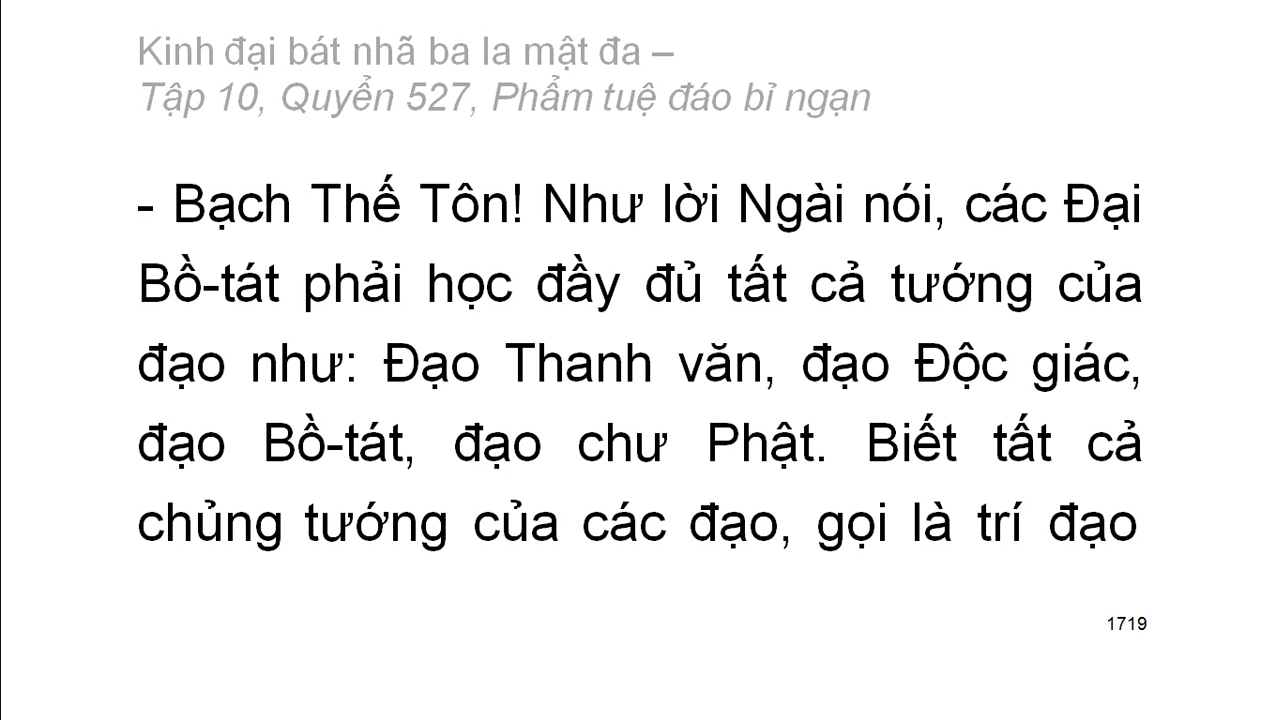 Kinh đại bát nhã ba la mật đa –
Tập 10, Quyển 527, Phẩm tuệ đáo bỉ ngạn
- Bạch Thế Tôn! Như lời Ngài nói, các Đại
Bồ-tát phải học đầy đủ tất cả tướng của
đạo như: Đạo Thanh văn, đạo Độc giác,
đạo Bồ-tát, đạo chư Phật. Biết tất cả
chủng tướng của các đạo, gọi là trí đạo
1719